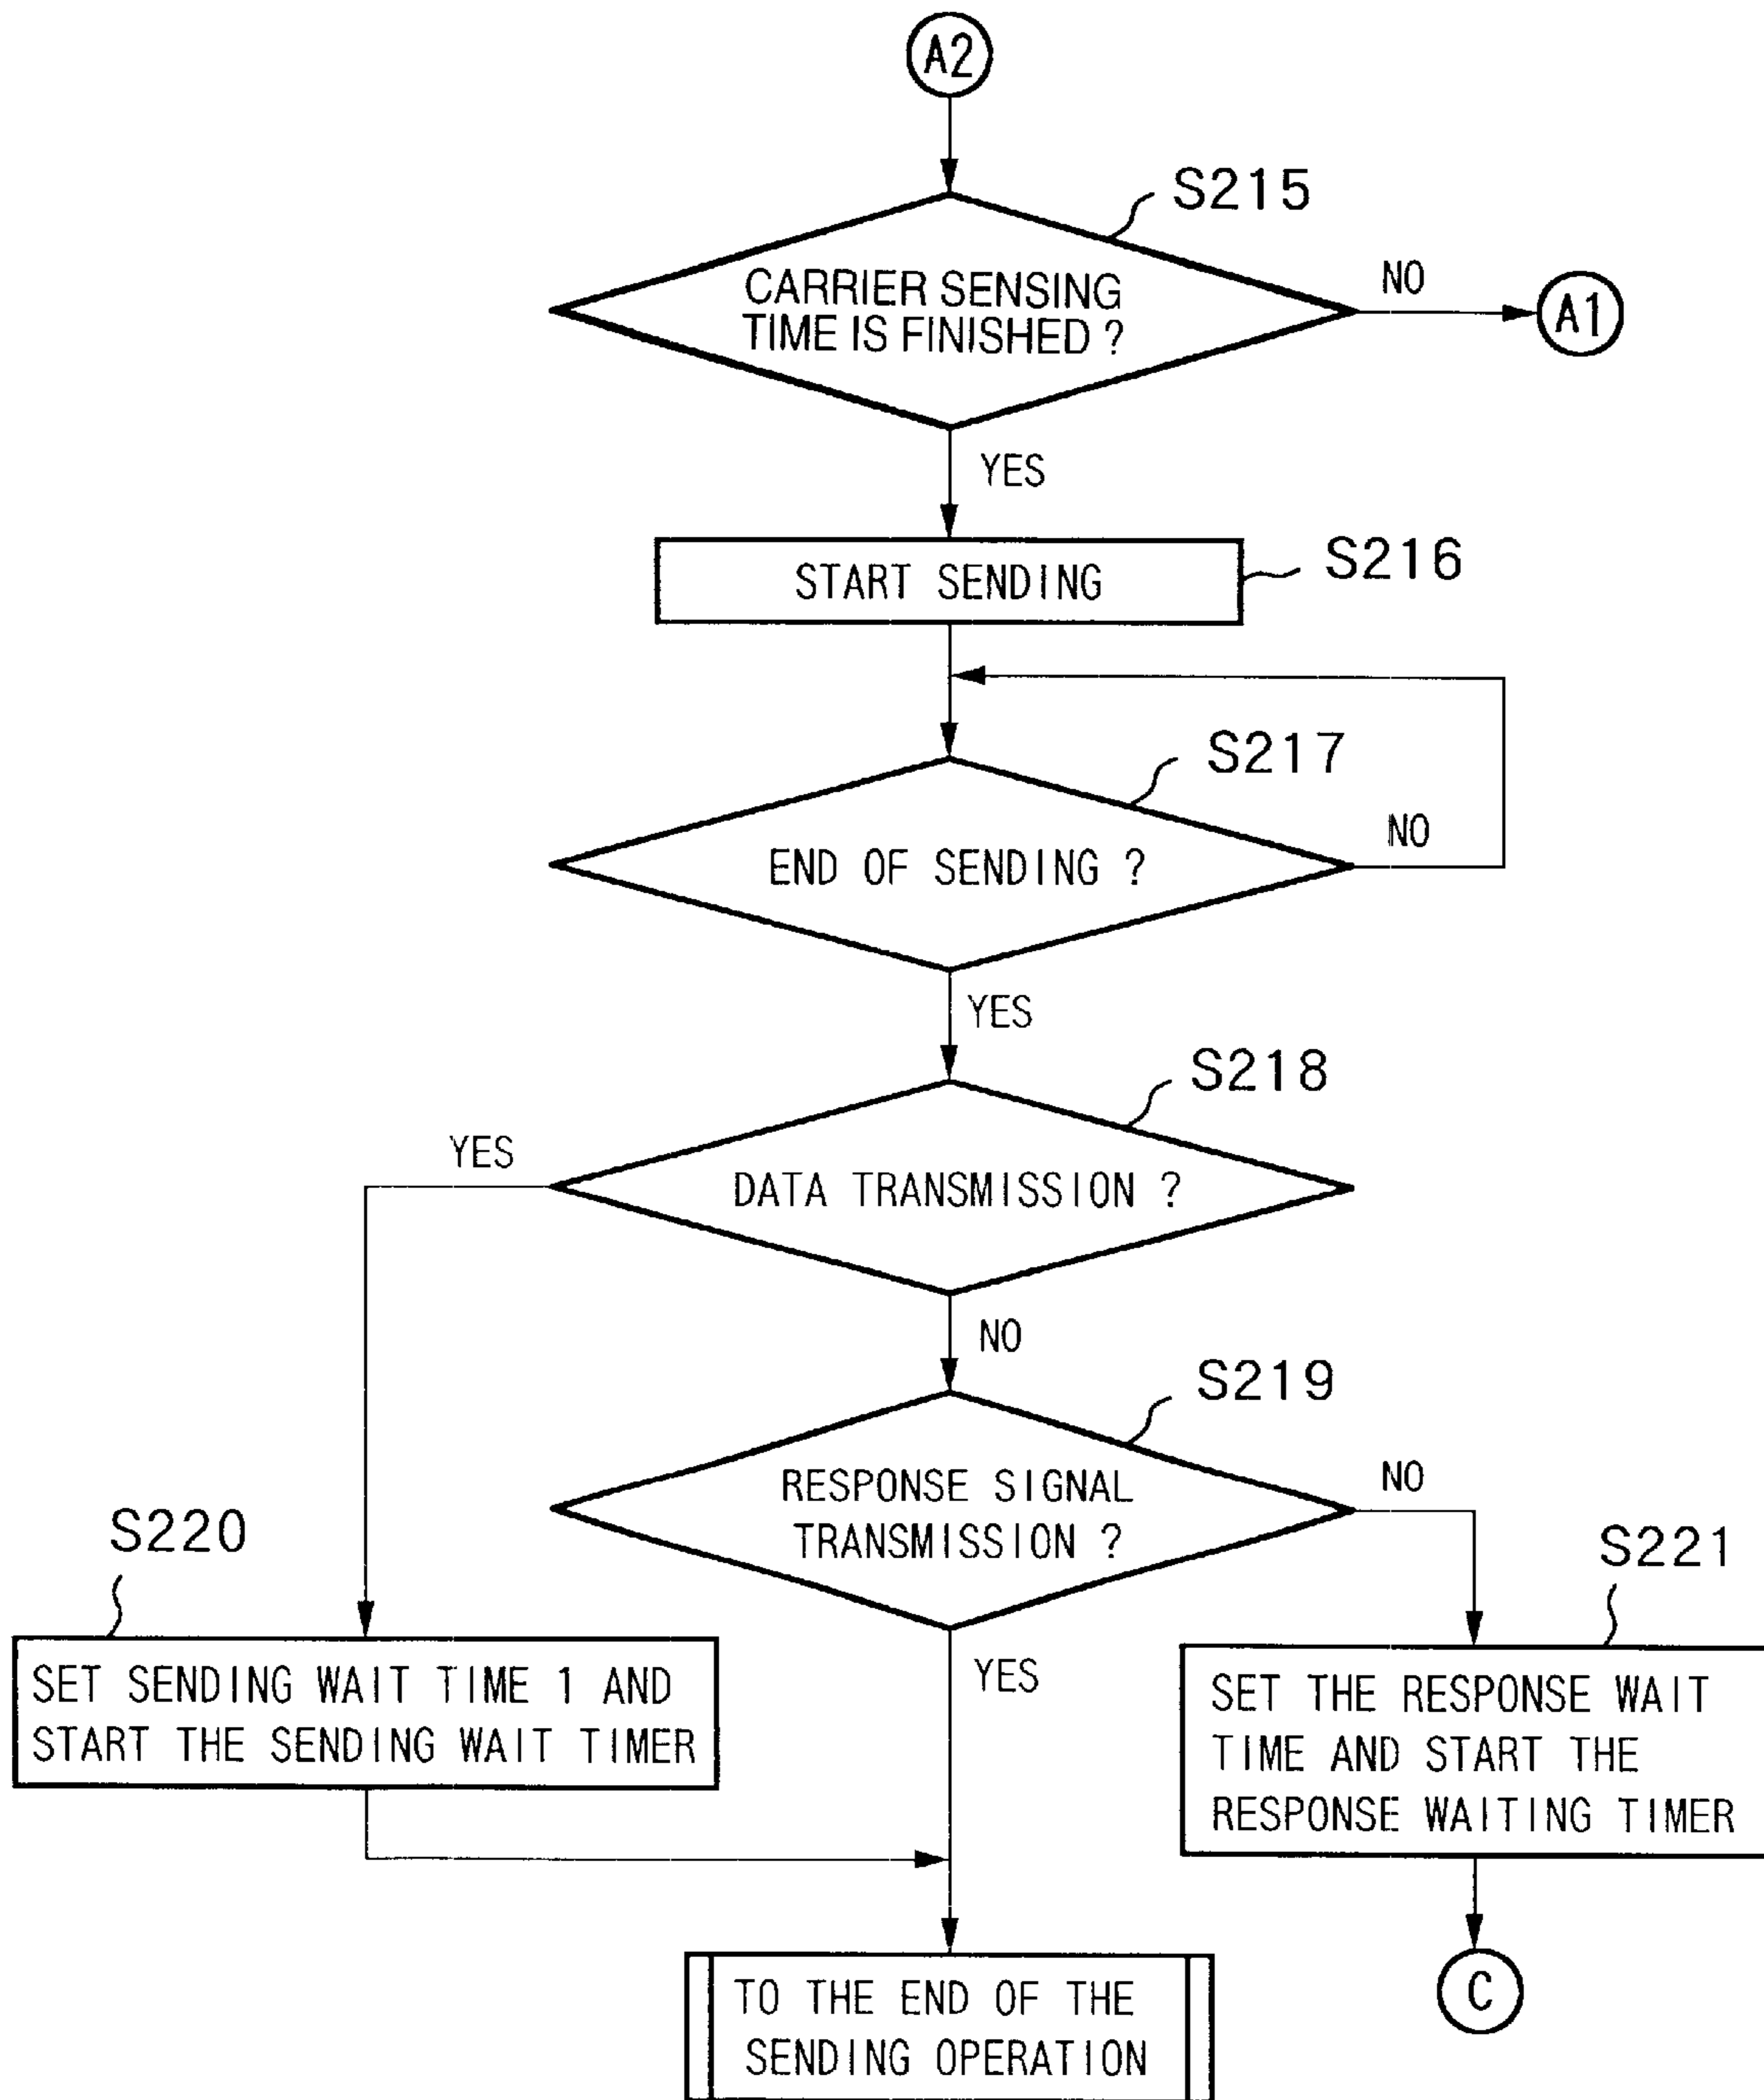 A2
S215
CARRIER SENSING
TIME IS FINISHED ?
NO
A1
YES
START SENDING
S216
S217
END OF SENDING ?
NO
YES
S218
YES
DATA TRANSMISSION ?
NO
S219
RESPONSE SIGNAL
TRANSMISSION ?
NO
S220
S221
YES
SET SENDING WAIT TIME 1 AND
START THE SENDING WAIT TIMER
SET THE RESPONSE WAIT
TIME AND START THE
RESPONSE WAITING TIMER
C
TO THE END OF THE
SENDING OPERATION